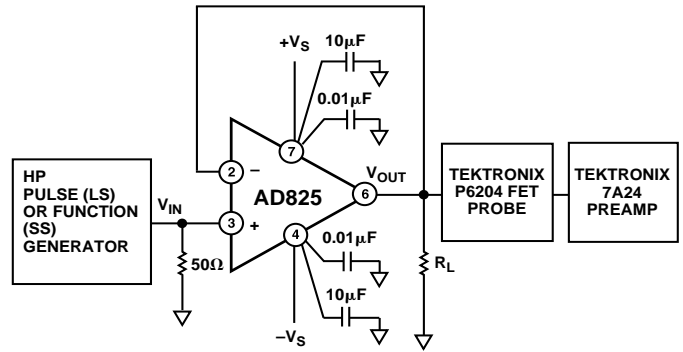 +VS
10μF
0.01μF
7
2
–
VOUT
HP
PULSE (LS)
OR FUNCTION
(SS)
GENERATOR
VIN
AD825
6
TEKTRONIX
P6204 FET
PROBE
TEKTRONIX
7A24
PREAMP
3
+
4
50Ω
0.01μF
RL
10μF
–VS